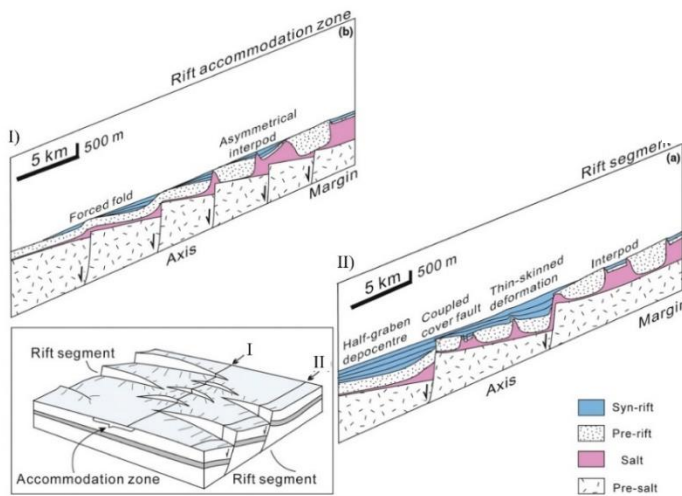 (b)
Rift accommodation zone
I)
5 km
500 m
Asymmetrical
interpod
Forced fold
Margin
Axis
Rift segment
(a)
II)
5 km
500 m
Interpod
Thin-skinned
deformation
Coupled
cover fault
Half-graben
depocentre
Margin
Axis
I
II
Rift segment
Accommodation zone
Rift segment
Syn-rift
Pre-rift
Salt
Pre-salt